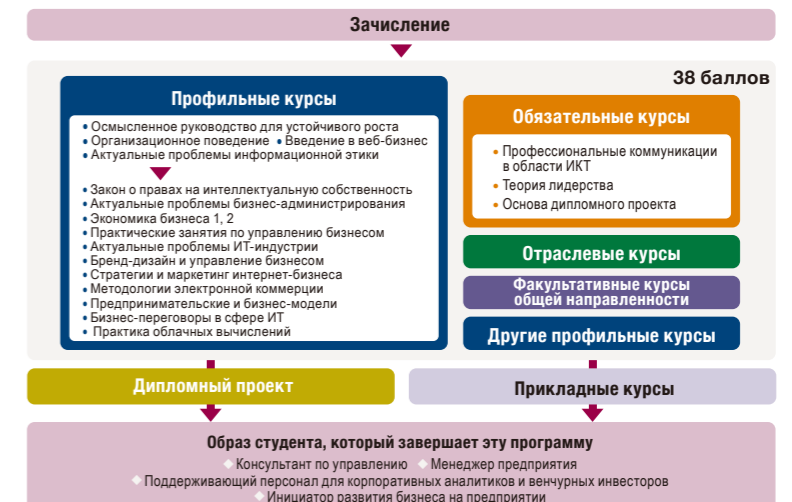 Зачисление
38 баллов
Профильные курсы
• Осмысленное руководство для устойчивого роста
• Организационное поведение • Введение в веб-бизнес
• Актуальные проблемы информационной этики
• Закон о правах на интеллектуальную собственность
• Актуальные проблемы бизнес-администрирования
• Экономика бизнеса 1, 2
• Практические занятия по управлению бизнесом
• Актуальные проблемы ИТ-индустрии
• Бренд-дизайн и управление бизнесом
• Стратегии и маркетинг интернет-бизнеса
• Методологии электронной коммерции
• Предпринимательские и бизнес-модели
• Бизнес-переговоры в сфере ИТ
• Практика облачных вычислений
Обязательные курсы
• Профессиональные коммуникации
в области ИКТ
• Теория лидерства
• Основа дипломного проекта
Отраслевые курсы
Факультативные курсы
общей направленности
Другие профильные курсы
Дипломный проект
Прикладные курсы
Образ студента, который завершает эту программу
◆ Консультант по управлению ◆ Менеджер предприятия
◆ Поддерживающий персонал для корпоративных аналитиков и венчурных инвесторов
◆ Инициатор развития бизнеса на предприятии